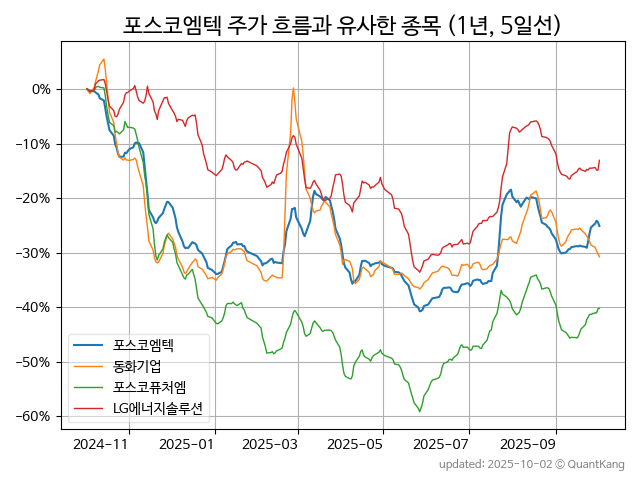 포스코엠텍 주가 흐름과 유사한 종목 (1년, 5일선)
0%
-10%
-20%
-30%
-40%
-50%
-60%
포스코엠텍
동화기업
포스코퓨처엠
LG에너지솔루션
2024-11 2025-01 2025-03 2025-05 2025-07 2025-09
updated: 2025-10-02 © QuantKang